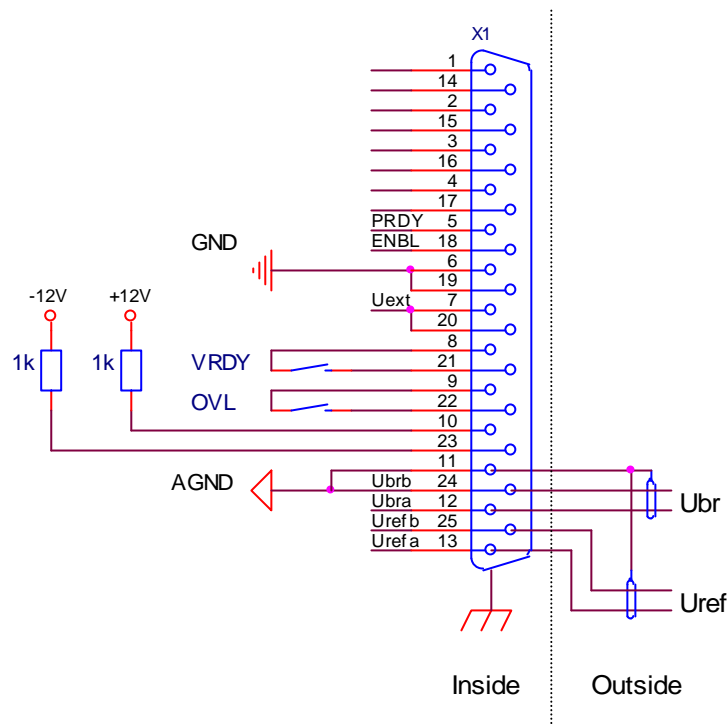 X1
1
14
2
15
3
16
4
17
PRDY 5
ENBL 18
GND 6
19
-12V +12V Uext 7
20
1k 1k VRDY 8
21
9
OVL 22
10
23
11
AGND Ubrb 24
Ubra 12 Ubr
Urefb 25
Urefa 13
Uref
Inside Outside